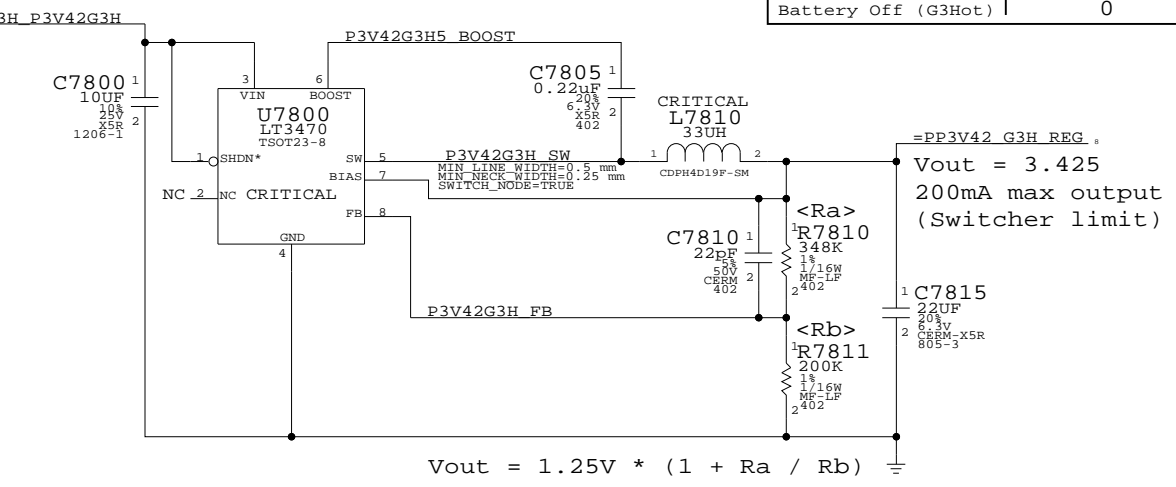 3H_P3V42G3H
Battery Off (G3Hot) 0
P3V42G3H5_BOOST
C7800 1
10UF
10%
25V
X5R 2
1206-1
3
VIN
6
BOOST
U7800
LT3470
TSOT23-8
1 SHDN*
NC 2 NC CRITICAL
SW 5
BIAS 7
FB 8
GND
4
C7805 1
0.22uF
20%
6.3V 2
X5R
402
P3V42G3H_SW
MIN_LINE_WIDTH=0.5 mm
MIN_NECK_WIDTH=0.25 mm
SWITCH_NODE=TRUE
CRITICAL
L7810
33UH
1 2
CDPH4D19F-SM
=PP3V42_G3H_REG 8
Vout = 3.425
200mA max output
(Switcher limit)
C7810 1
22pF
5%
50V 2
CERM
402
<Ra>
1
R7810
348K
1%
1/16W
MF-LF
2 402
P3V42G3H_FB
<Rb>
1
R7811
200K
1%
1/16W
MF-LF
2 402
1 C7815
22UF
20%
2 6.3V
CERM-X5R
805-3
Vout = 1.25V * (1 + Ra / Rb)